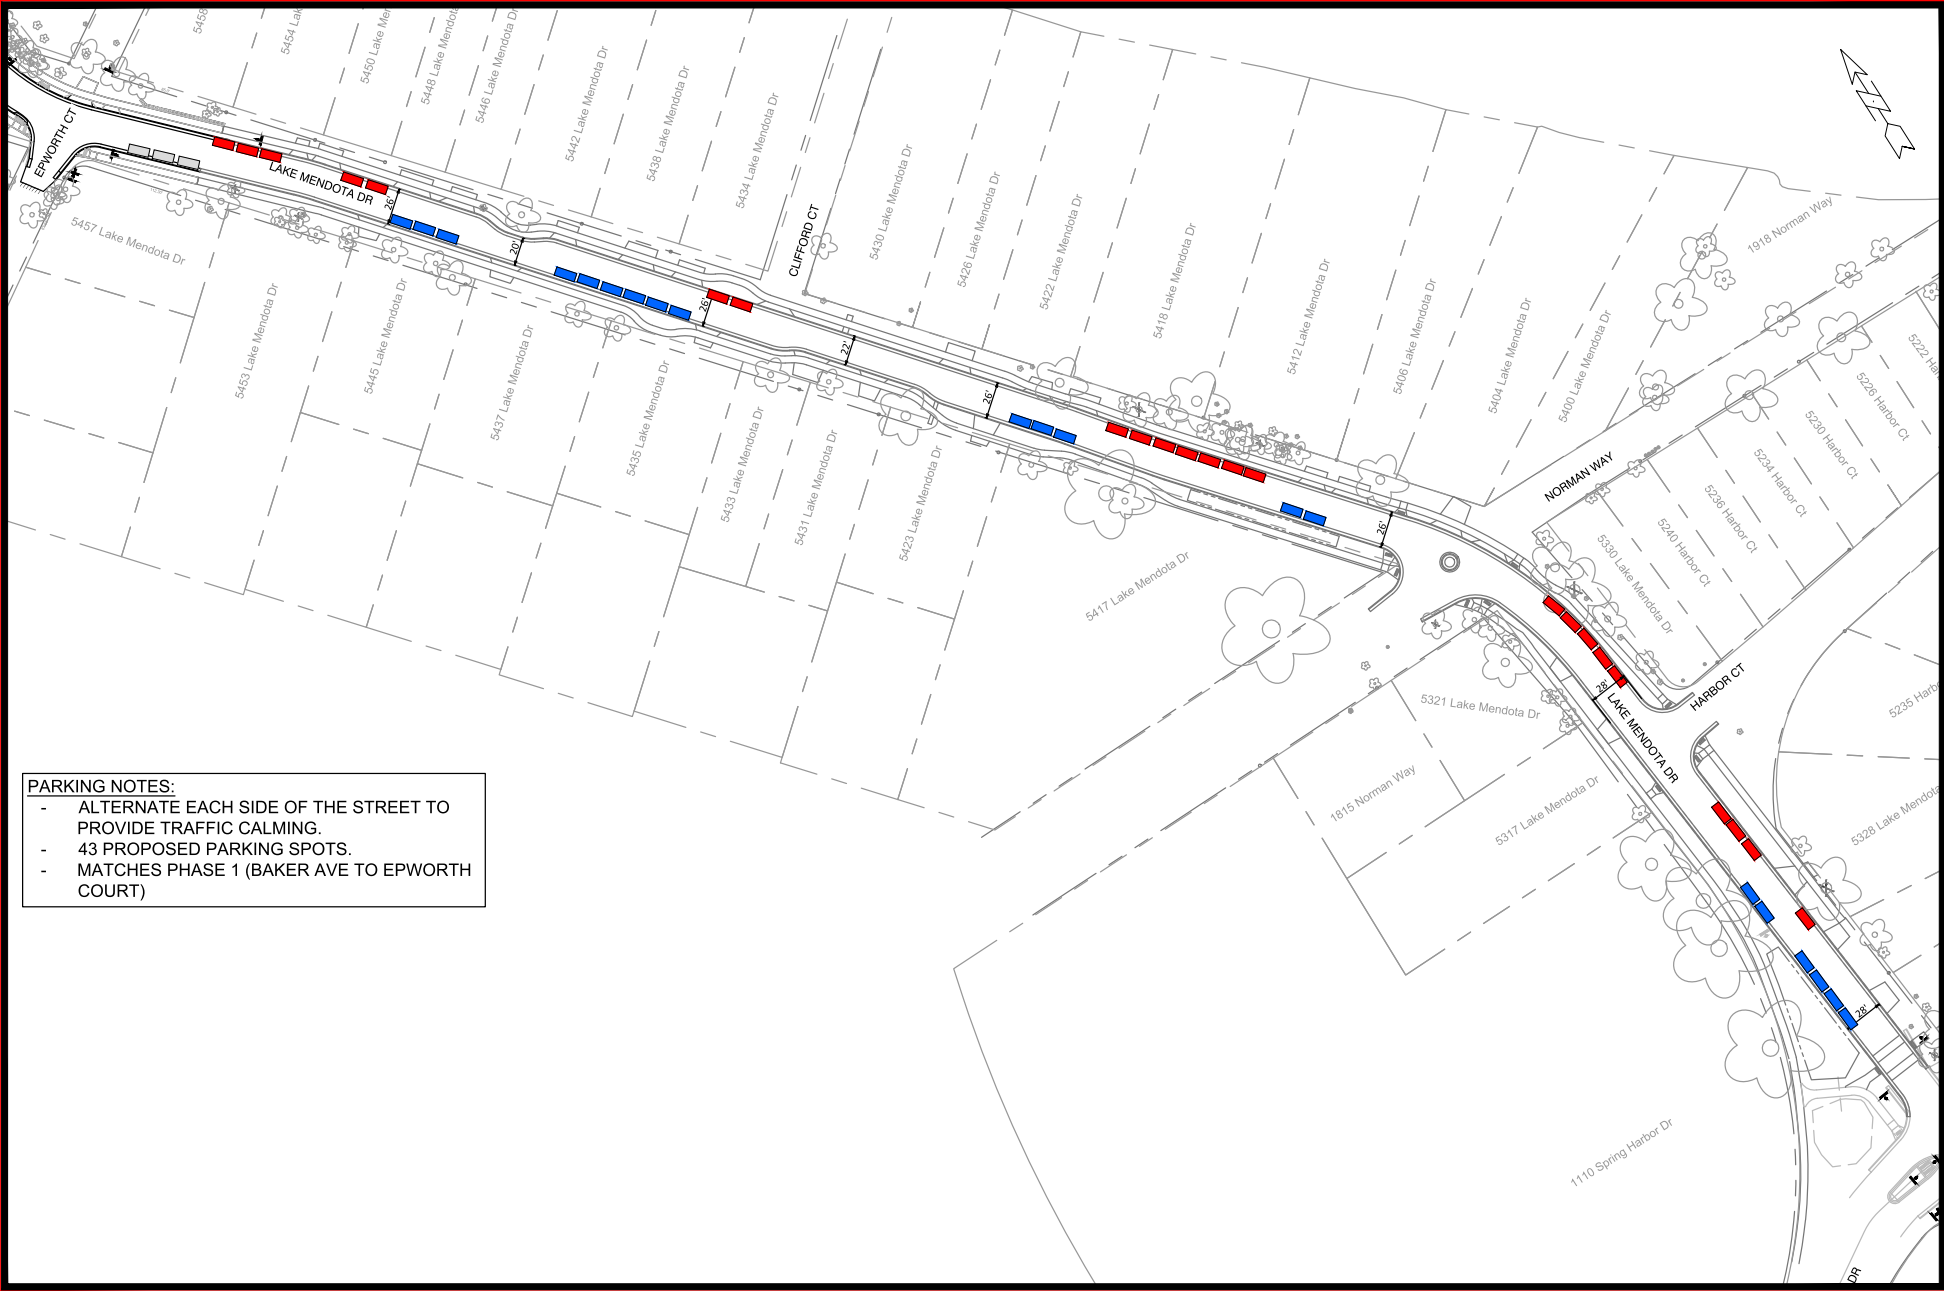 5458
5454 Lak
5450 Lake Men
5448 Lake Mendota
5446 Lake Mendota Dr
5442 Lake Mendota Dr
5438 Lake Mendota Dr
5434 Lake Mendota Dr
CLIFFORD CT
5430 Lake Mendota Dr
5426 Lake Mendota Dr
5422 Lake Mendota Dr
5418 Lake Mendota Dr
5412 Lake Mendota Dr
5406 Lake Mendota Dr
5404 Lake Mendota Dr
5400 Lake Mendota Dr
1918 Norman Way
EPWORTH CT
LAKE MENDOTA DR
26'
20'
26'
22'
26'
26'
5457 Lake Mendota Dr
5453 Lake Mendota Dr
5445 Lake Mendota Dr
5437 Lake Mendota Dr
5435 Lake Mendota Dr
5433 Lake Mendota Dr
5431 Lake Mendota Dr
5423 Lake Mendota Dr
5417 Lake Mendota Dr
NORMAN WAY
5222 Har
5226 Harbor Ct
5230 Harbor Ct
5234 Harbor Ct
5236 Harbor Ct
5240 Harbor Ct
5330 Lake Mendota Dr
28'
HARBOR CT
LAKE MENDOTA DR
5235 Harbo
5321 Lake Mendota Dr
1815 Norman Way
5317 Lake Mendota Dr
5328 Lake Mendota
28'
1110 Spring Harbor Dr
DR
PARKING NOTES:
- ALTERNATE EACH SIDE OF THE STREET TO
PROVIDE TRAFFIC CALMING.
- 43 PROPOSED PARKING SPOTS.
- MATCHES PHASE 1 (BAKER AVE TO EPWORTH
COURT)